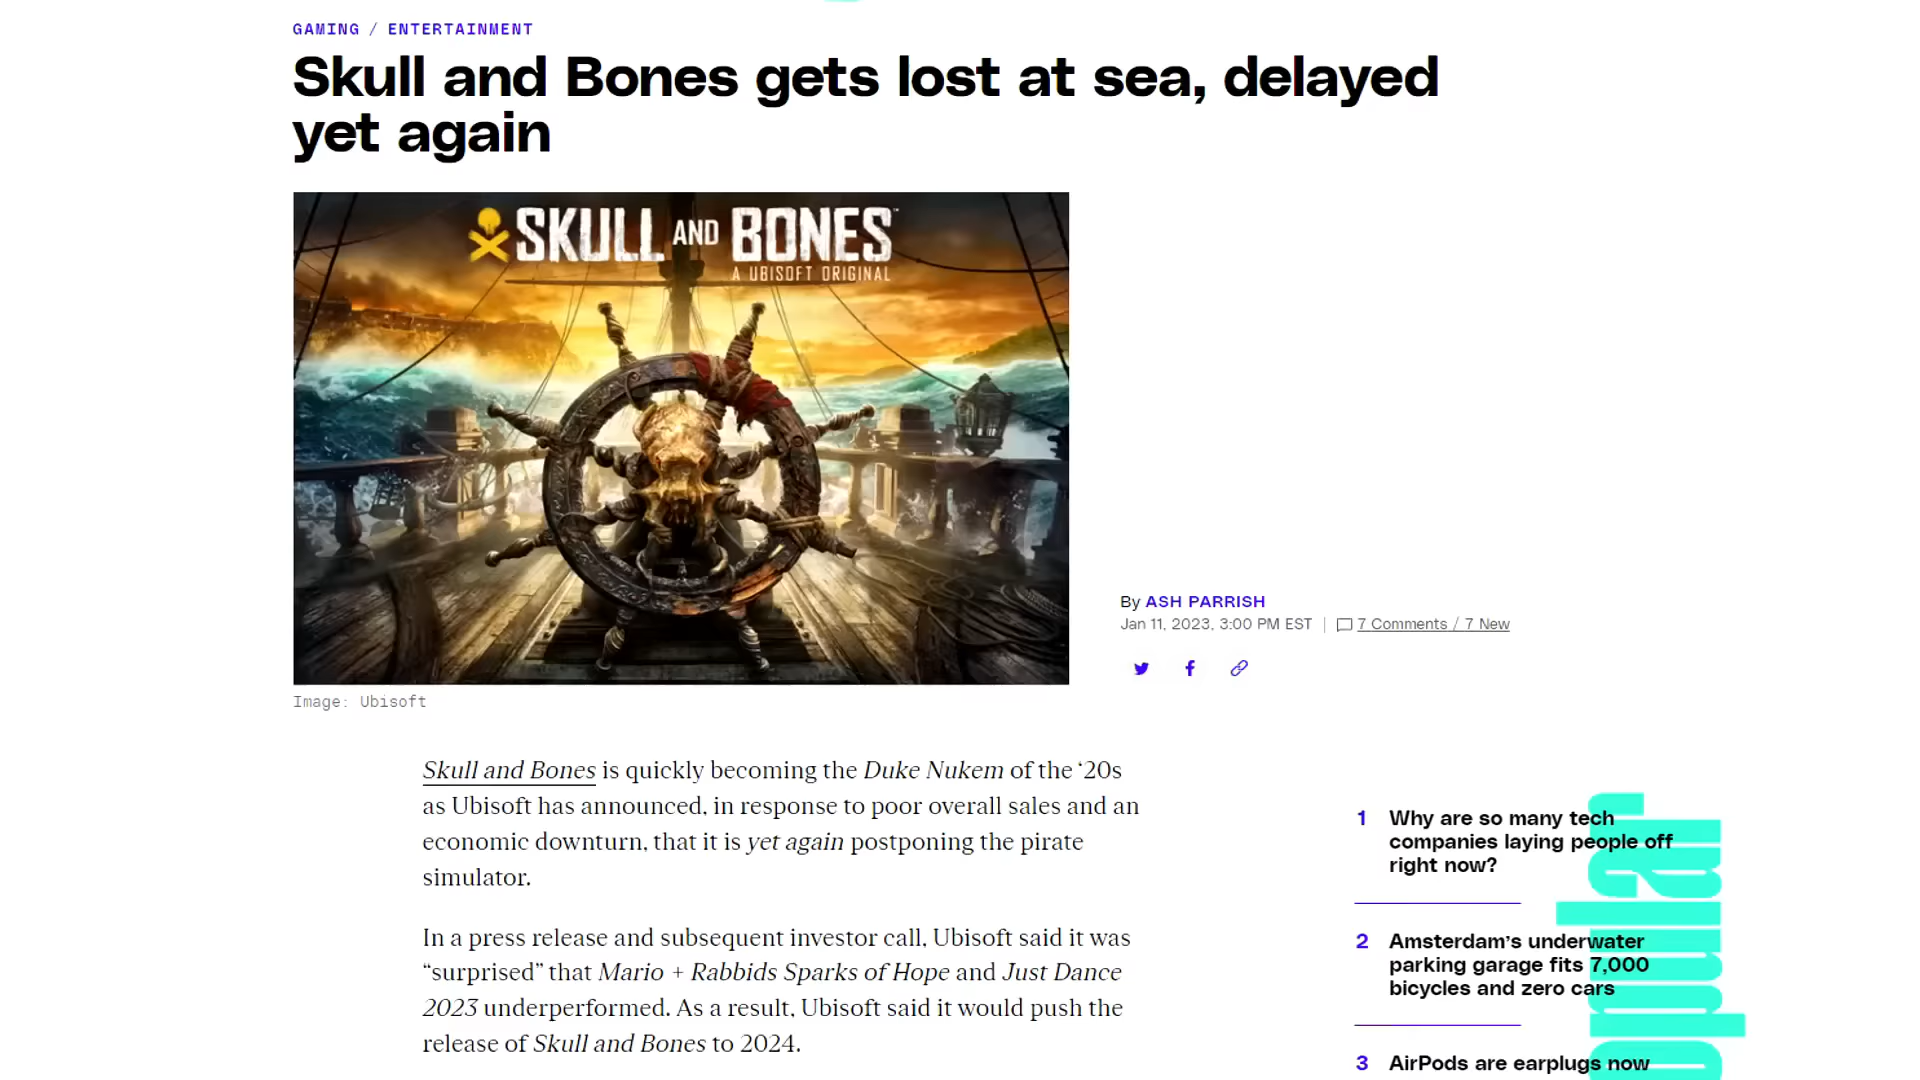 GAMING / ENTERTAINMENT
Skull and Bones gets lost at sea, delayed
yet again
SKULL AND BONES™
A UBISOFT ORIGINAL
By ASH PARRISH
Jan 11, 2023, 3:00 PM EST | 7 Comments / 7 New
Image: Ubisoft
Skull and Bones is quickly becoming the Duke Nukem of the ‘20s
as Ubisoft has announced, in response to poor overall sales and an
economic downturn, that it is yet again postponing the pirate
simulator.
In a press release and subsequent investor call, Ubisoft said it was
“surprised” that Mario + Rabbids Sparks of Hope and Just Dance
2023 underperformed. As a result, Ubisoft said it would push the
release of Skull and Bones to 2024.
1 Why are so many tech
companies laying people off
right now?
2 Amsterdam’s underwater
parking garage fits 7,000
bicycles and zero cars
3 AirPods are earplugs now